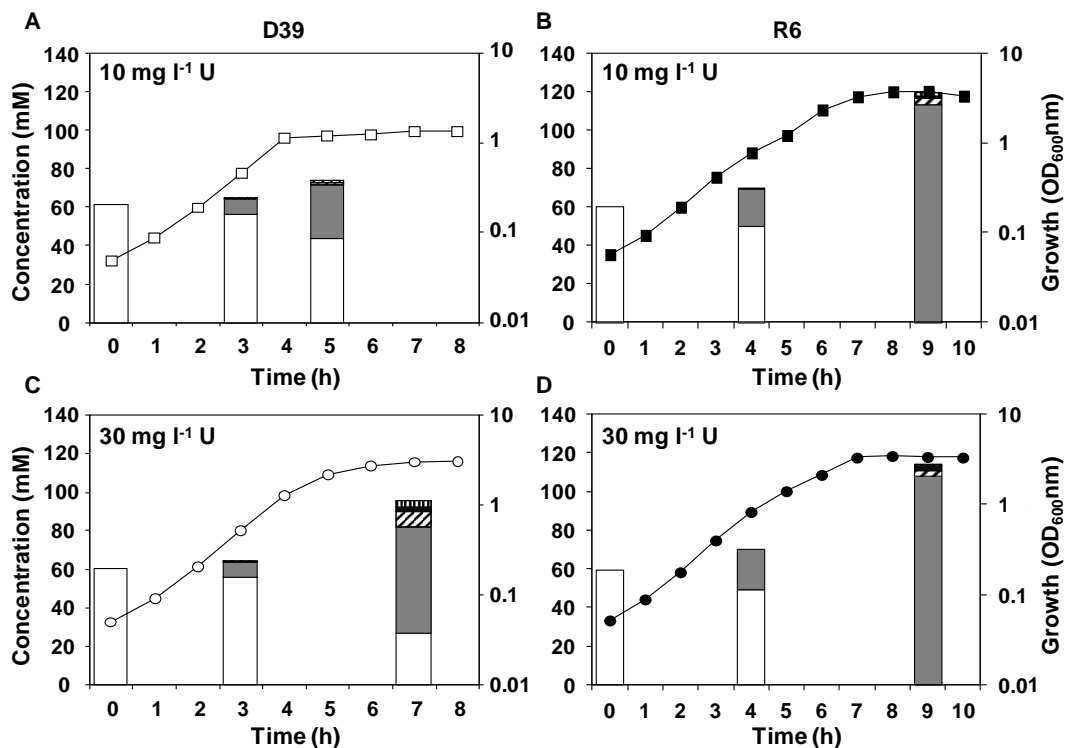 A
D39
B
R6
10 mg l-1 U
140
120
100
80
60
40
20
0
Concentration (mM)
10
1
0.1
0.01
0 1 2 3 4 5 6 7 8
Time (h)
10 mg l-1 U
140
120
100
80
60
40
20
0
10
1
0.1
0.01
Growth (OD600nm)
0 1 2 3 4 5 6 7 8 9 10
Time (h)
C
30 mg l-1 U
140
120
100
80
60
40
20
0
Concentration (mM)
10
1
0.1
0.01
0 1 2 3 4 5 6 7 8
Time (h)
D
30 mg l-1 U
140
120
100
80
60
40
20
0
10
1
0.1
0.01
Growth (OD600nm)
0 1 2 3 4 5 6 7 8 9 10
Time (h)